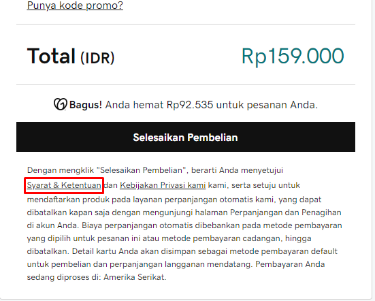 Punya kode promo?
Total (IDR) Rp159.000
Bagus! Anda hemat Rp92.535 untuk pesanan Anda.
Selesaikan Pembelian
Dengan mengklik "Selesaikan Pembelian", berarti Anda menyetujui
Syarat & Ketentuan dan Kebijakan Privasi kami kami, serta setuju untuk
mendaftarkan produk pada layanan perpanjangan otomatis kami, yang dapat
dibatalkan kapan saja dengan mengunjungi halaman Perpanjangan dan Penagihan
di akun Anda. Biaya perpanjangan otomatis dibebankan pada metode pembayaran
yang dipilih untuk pesanan ini atau metode pembayaran cadangan, hingga
dibatalkan. Detail kartu Anda akan disimpan sebagai metode pembayaran default
untuk pembelian dan perpanjangan langganan mendatang. Pembayaran Anda
sedang diproses di: Amerika Serikat.